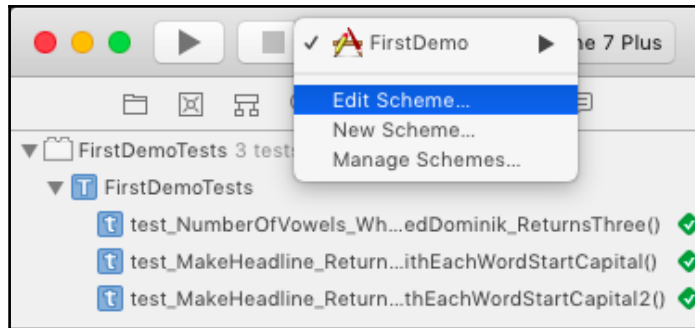 FirstDemo
ne 7 Plus
Edit Scheme...
New Scheme...
Manage Schemes...
FirstDemoTests 3 tests
T FirstDemoTests
t test_NumberOfVowels_Wh...edDominik_ReturnsThree()
t test_MakeHeadline_Return...ithEachWordStartCapital()
t test_MakeHeadline_Return...thEachWordStartCapital2()